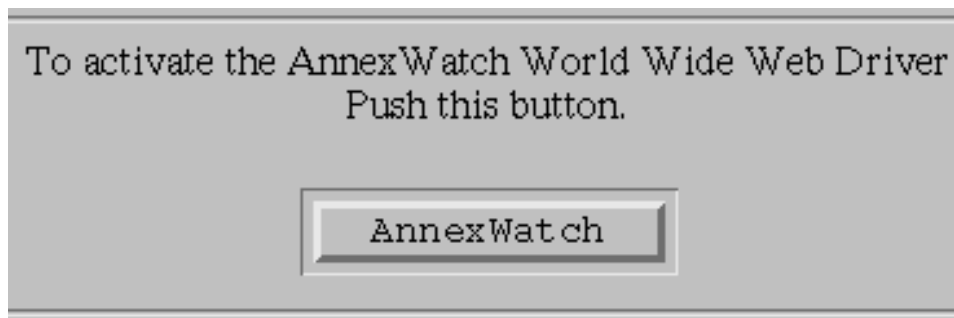 To activate the AnnexWatch World Wide Web Driver
Push this button.
AnnexWatch